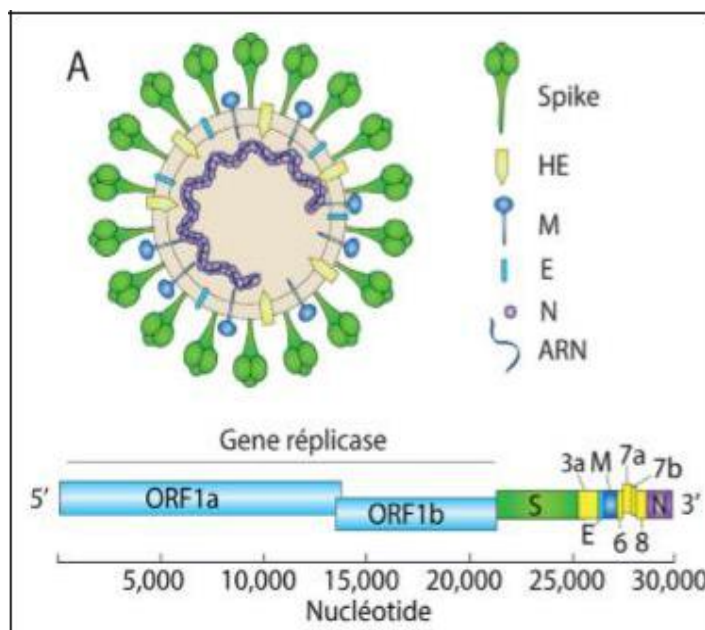 A
Spike
HE
M
E
N
ARN
Gene réplicase
3a M 7a 7b
5' ORF1a ORF1b S N 3'
E 6 8
5,000 10,000 15,000 20,000 25,000 30,000
Nucléotide